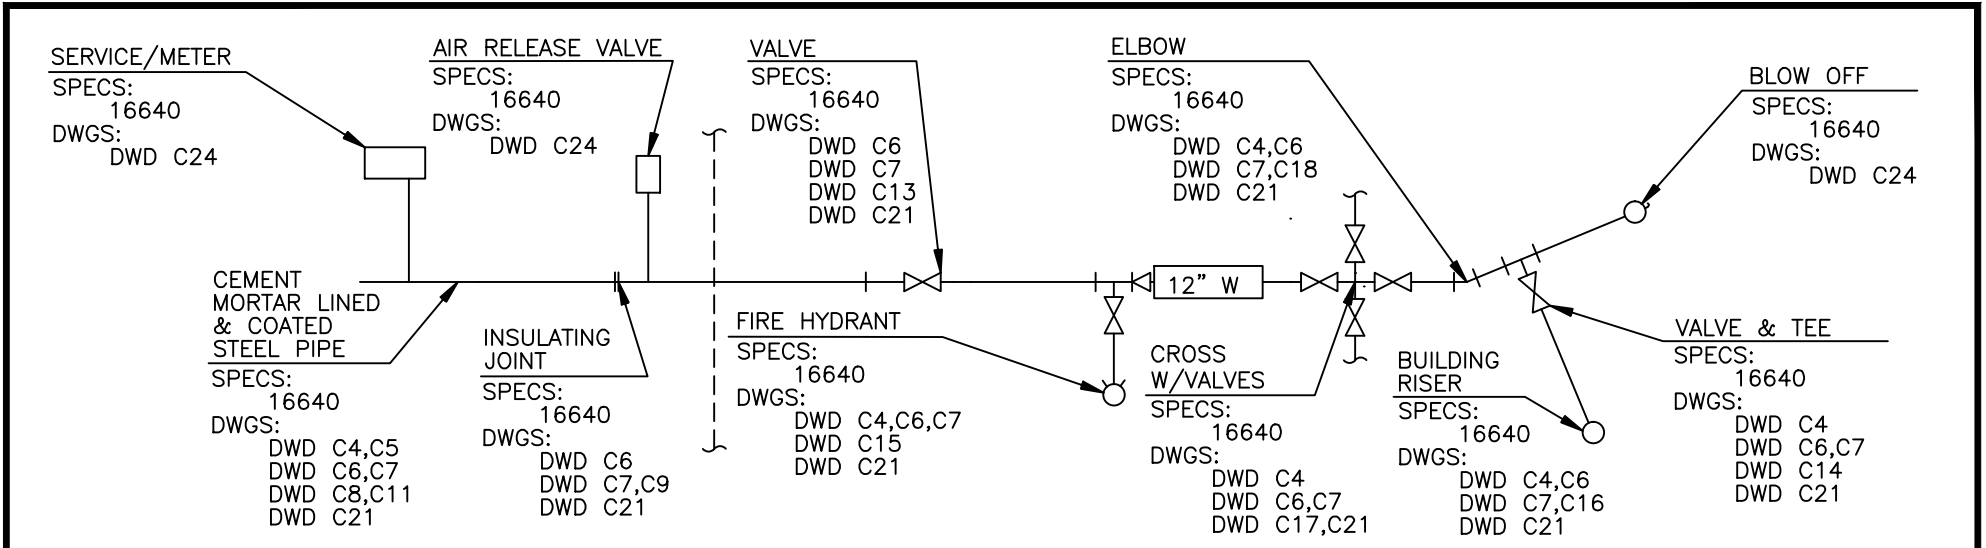 SERVICE/METER
SPECS:
16640
DWGS:
DWD C24
AIR RELEASE VALVE
SPECS:
16640
DWGS:
DWD C24
VALVE
SPECS:
16640
DWGS:
DWD C6
DWD C7
DWD C13
DWD C21
ELBOW
SPECS:
16640
DWGS:
DWD C4,C6
DWD C7,C18
DWD C21
BLOW OFF
SPECS:
16640
DWGS:
DWD C24
12" W
CEMENT
MORTAR LINED
& COATED
STEEL PIPE
SPECS:
16640
DWGS:
DWD C4,C5
DWD C6,C7
DWD C8,C11
DWD C21
INSULATING
JOINT
SPECS:
16640
DWGS:
DWD C6
DWD C7,C9
DWD C21
FIRE HYDRANT
SPECS:
16640
DWGS:
DWD C4,C6,C7
DWD C15
DWD C21
CROSS
W/VALVES
SPECS:
16640
DWGS:
DWD C4
DWD C6,C7
DWD C17,C21
BUILDING
RISER
SPECS:
16640
DWGS:
DWD C4,C6
DWD C7,C16
DWD C21
VALVE & TEE
SPECS:
16640
DWGS:
DWD C4
DWD C6,C7
DWD C14
DWD C21